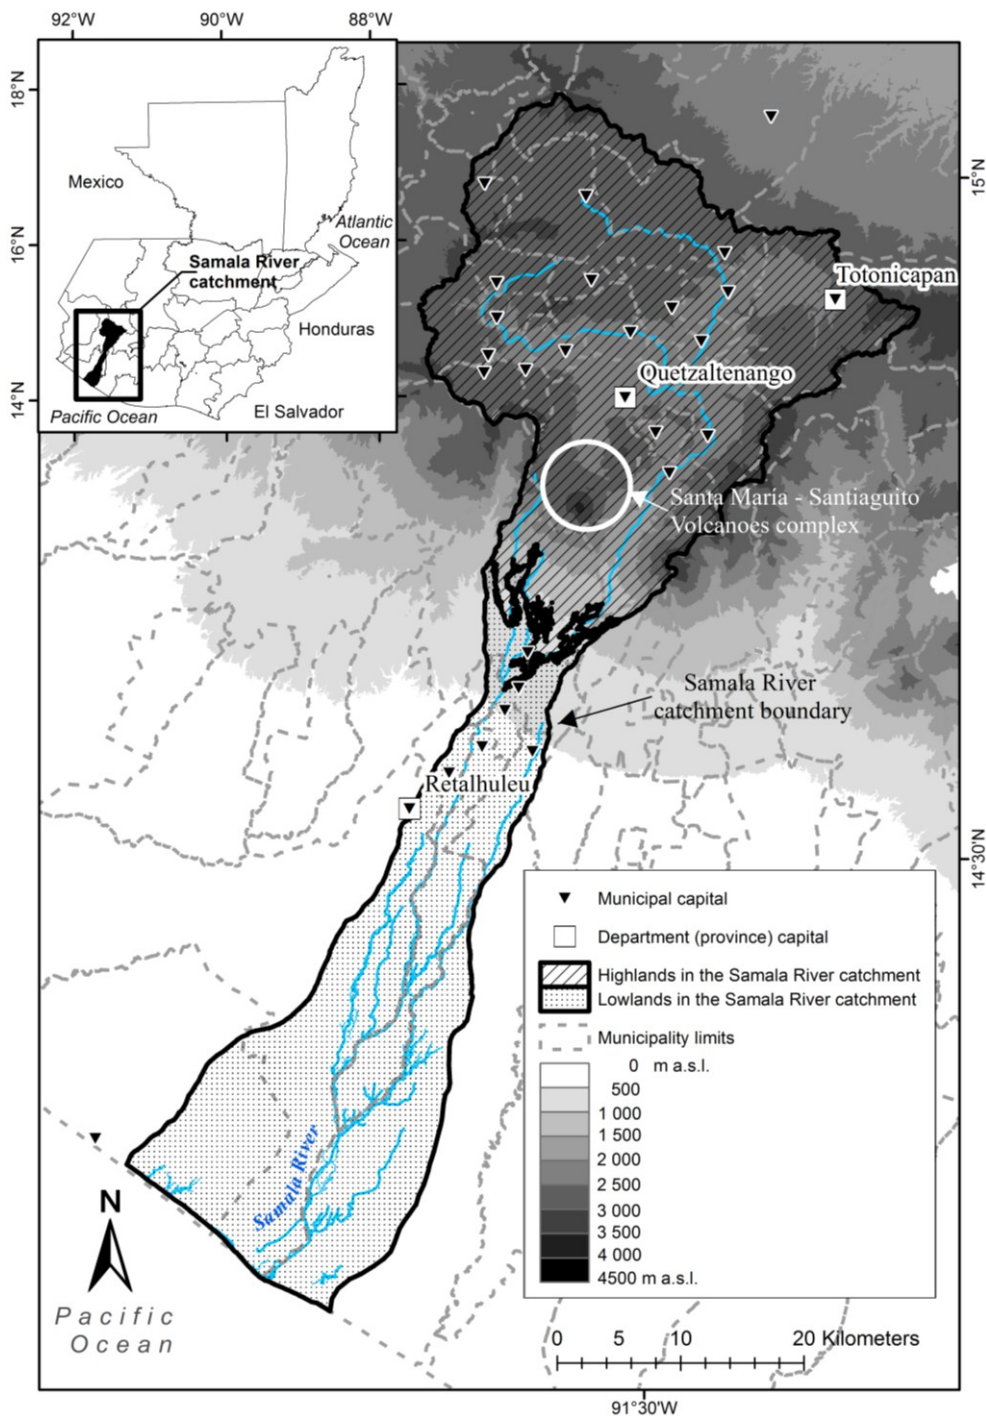 92°W
90°W
88°W
18°N
16°N
14°N
Mexico
Atlantic
Ocean
Samala River
catchment
Honduras
El Salvador
Pacific Ocean
15°N
Totonicapan
Quetzaltenango
Santa María - Santiaguito
Volcanoes complex
Samala River
catchment boundary
Retalhuleu
14°30'N
Samala River
Municipal capital
Department (province) capital
Highlands in the Samala River catchment
Lowlands in the Samala River catchment
Municipality limits
0 m a.s.l.
500
1 000
1 500
2 000
2 500
3 000
3 500
4 000
4500 m a.s.l.
N
Pacific
Ocean
0 5 10 20 Kilometers
91°30'W